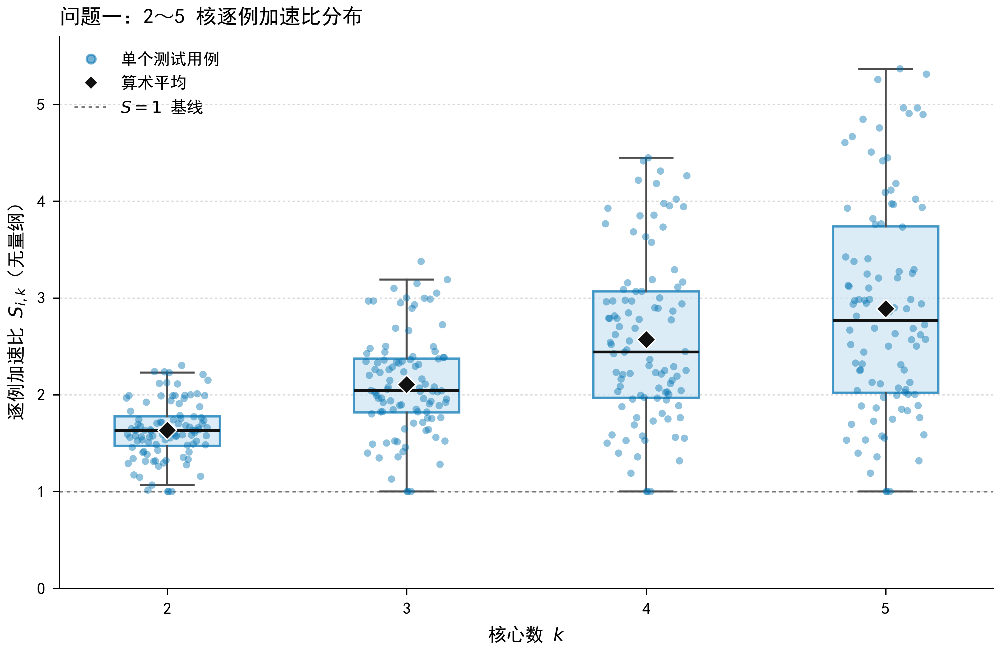 问题一：2～5 核逐例加速比分布
单个测试用例
算术平均
S = 1 基线
逐例加速比 S_{i,k}（无量纲）
5
4
3
2
1
0
2 3 4 5
核心数 k